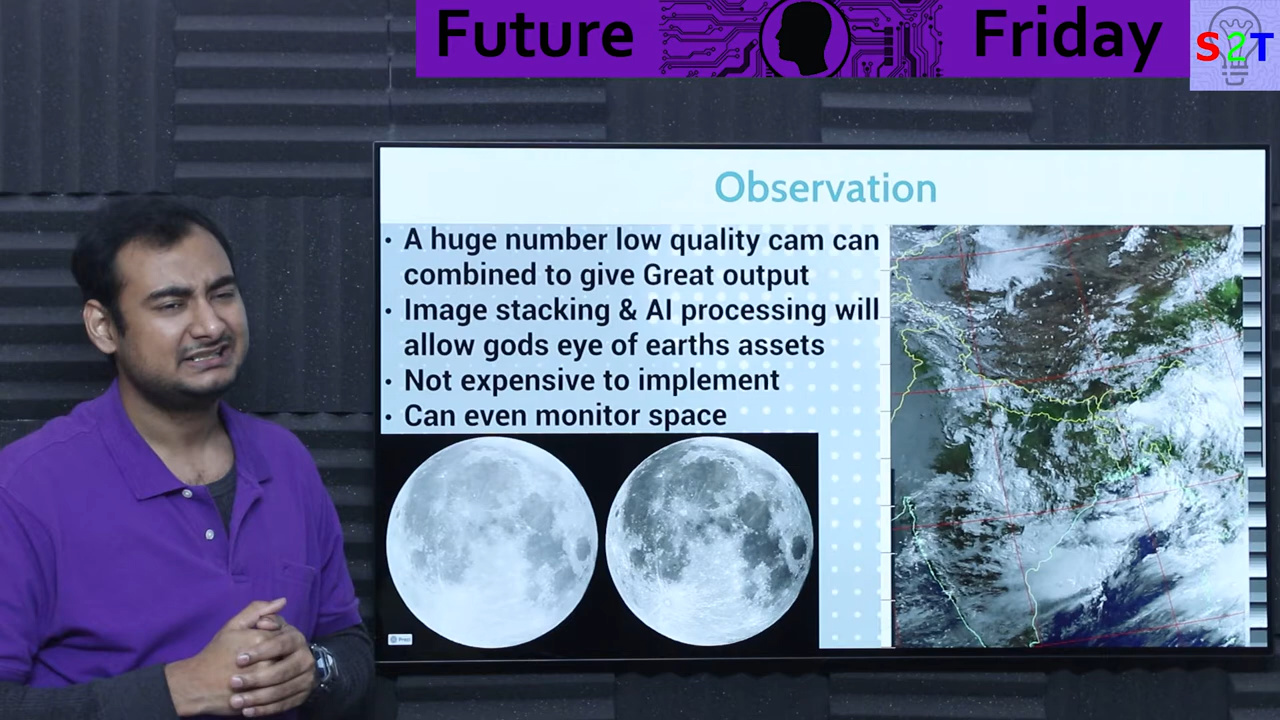 Future Friday
S2T
Observation
• A huge number low quality cam can
combined to give Great output
• Image stacking & AI processing will
allow gods eye of earths assets
• Not expensive to implement
• Can even monitor space